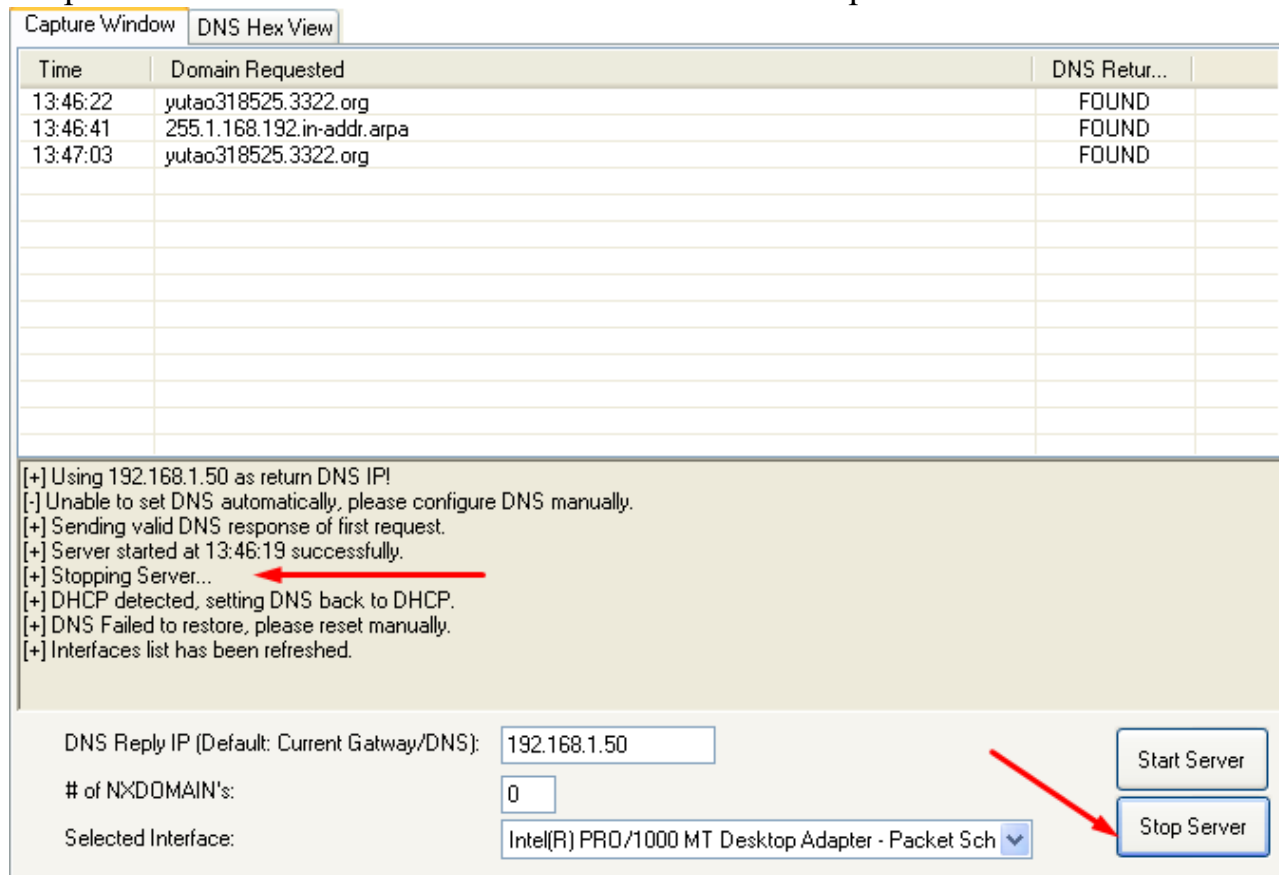 Capture Window DNS Hex View
Time Domain Requested DNS Retur...
13:46:22 yutao318525.3322.org FOUND
13:46:41 255.1.168.192.in-addr.arpa FOUND
13:47:03 yutao318525.3322.org FOUND
[+] Using 192.168.1.50 as return DNS IP!
[-] Unable to set DNS automatically, please configure DNS manually.
[+] Sending valid DNS response of first request.
[+] Server started at 13:46:19 successfully.
[+] Stopping Server...
[+] DHCP detected, setting DNS back to DHCP.
[+] DNS Failed to restore, please reset manually.
[+] Interfaces list has been refreshed.
DNS Reply IP (Default: Current Gatway/DNS): 192.168.1.50
Start Server
# of NXDOMAIN's: 0
Stop Server
Selected Interface: Intel(R) PRO/1000 MT Desktop Adapter - Packet Sch